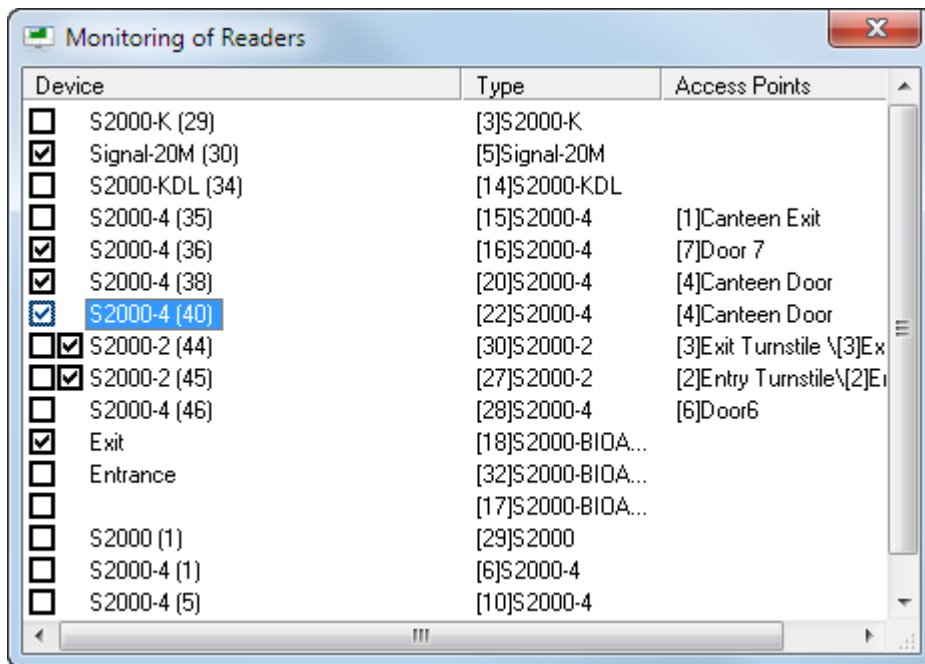 Monitoring of Readers
Device Type Access Points
S2000-K (29) [3]S2000-K
Signal-20M (30) [5]Signal-20M
S2000-KDL (34) [14]S2000-KDL
S2000-4 (35) [15]S2000-4 [1]Canteen Exit
S2000-4 (36) [16]S2000-4 [7]Door 7
S2000-4 (38) [20]S2000-4 [4]Canteen Door
S2000-4 (40) [22]S2000-4 [4]Canteen Door
S2000-2 (44) [30]S2000-2 [3]Exit Turnstile \[3]Ex
S2000-2 (45) [27]S2000-2 [2]Entry Turnstile\[2]En
S2000-4 (46) [28]S2000-4 [6]Door6
Exit [18]S2000-BIOA...
Entrance [32]S2000-BIOA...
[17]S2000-BIOA...
S2000 (1) [29]S2000
S2000-4 (1) [6]S2000-4
S2000-4 (5) [10]S2000-4